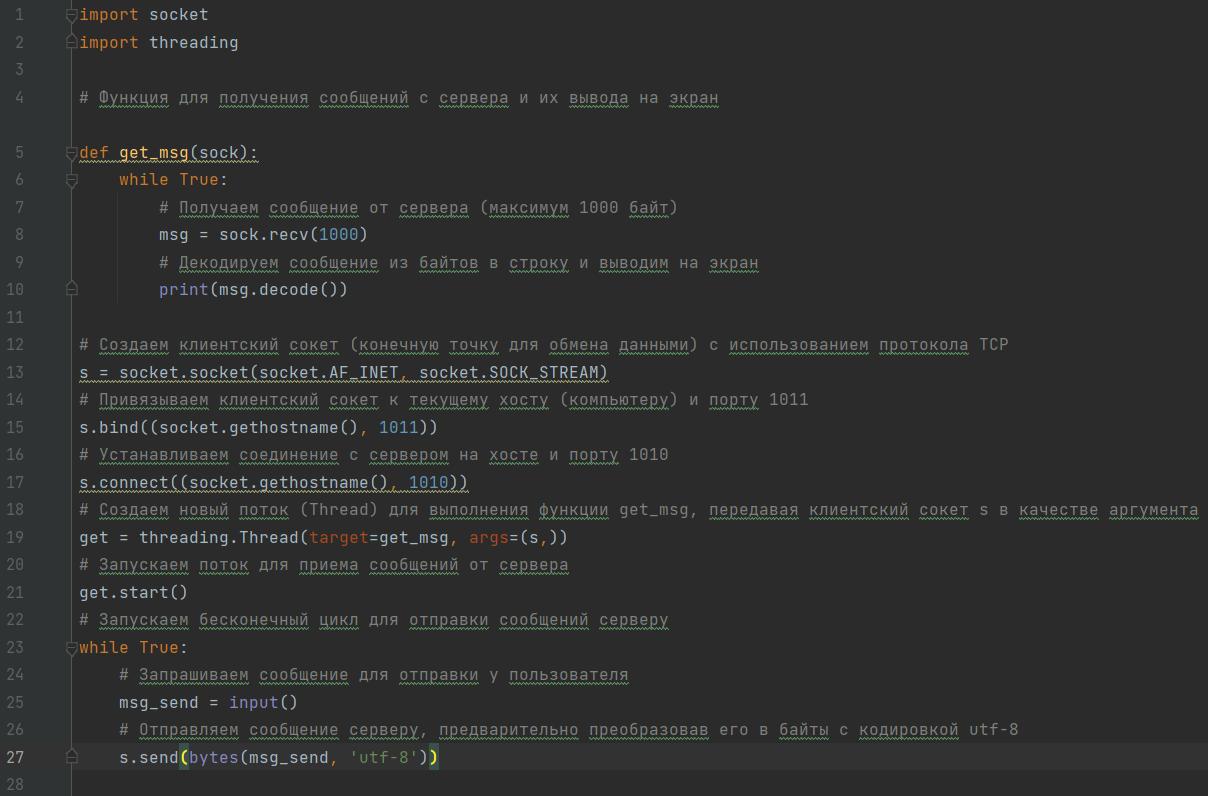 1 import socket
2 import threading
3
4 # Функция для получения сообщений с сервера и их вывода на экран
5 def get_msg(sock):
6     while True:
7         # Получаем сообщение от сервера (максимум 1000 байт)
8         msg = sock.recv(1000)
9         # Декодируем сообщение из байтов в строку и выводим на экран
10         print(msg.decode())
11
12 # Создаем клиентский сокет (конечную точку для обмена данными) с использованием протокола TCP
13 s = socket.socket(socket.AF_INET, socket.SOCK_STREAM)
14 # Привязываем клиентский сокет к текущему хосту (компьютеру) и порту 1011
15 s.bind((socket.gethostname(), 1011))
16 # Устанавливаем соединение с сервером на хосте и порту 1010
17 s.connect((socket.gethostname(), 1010))
18 # Создаем новый поток (Thread) для выполнения функции get_msg, передавая клиентский сокет s в качестве аргумента
19 get = threading.Thread(target=get_msg, args=(s,))
20 # Запускаем поток для приема сообщений от сервера
21 get.start()
22 # Запускаем бесконечный цикл для отправки сообщений серверу
23 while True:
24     # Запрашиваем сообщение для отправки у пользователя
25     msg_send = input()
26     # Отправляем сообщение серверу, предварительно преобразовав его в байты с кодировкой utf-8
27     s.send(bytes(msg_send, 'utf-8'))
28